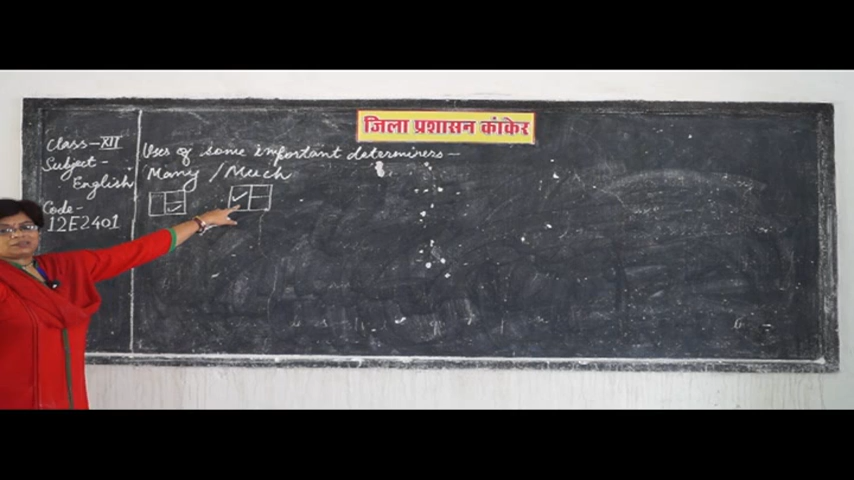 जिला प्रशासन कांकेर
Class - XII
Subject -
English
Code -
12E2401
Uses of some important determiners -
Many / Much